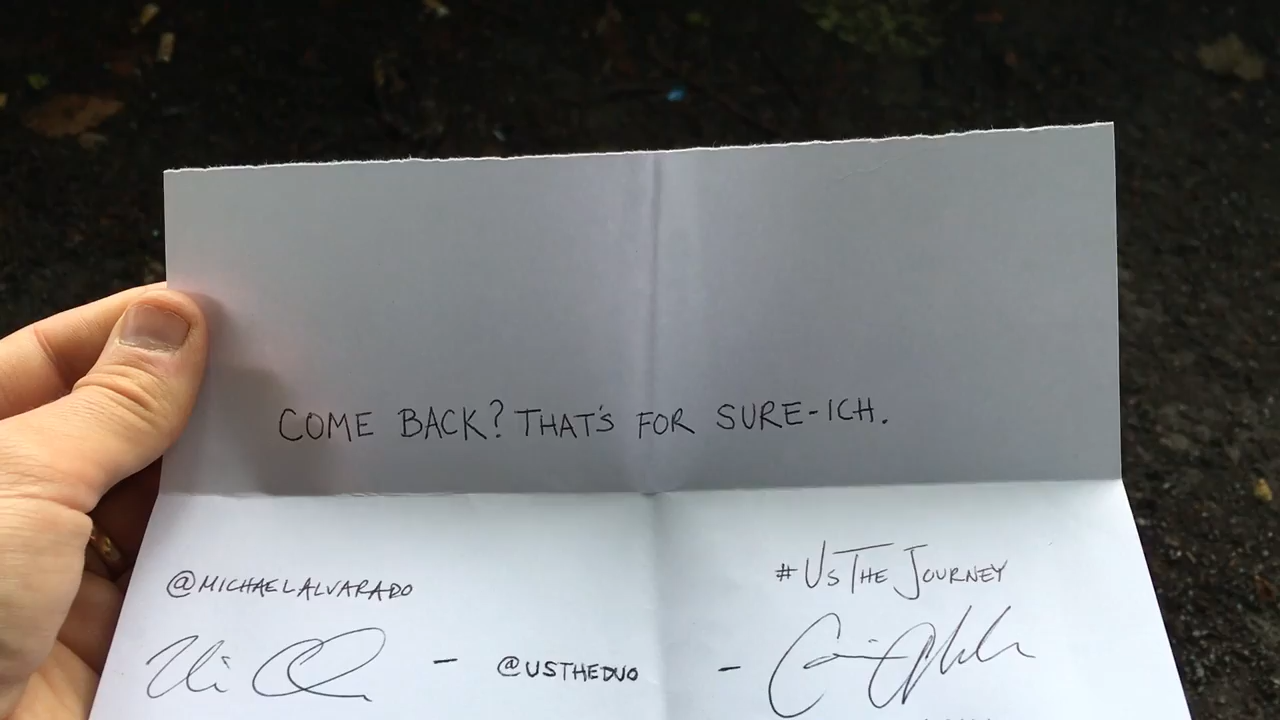 COME BACK? THAT'S FOR SURE-ICH.
@MICHAELALVARADO
#USTHEJOURNEY
- @USTHEDUO -